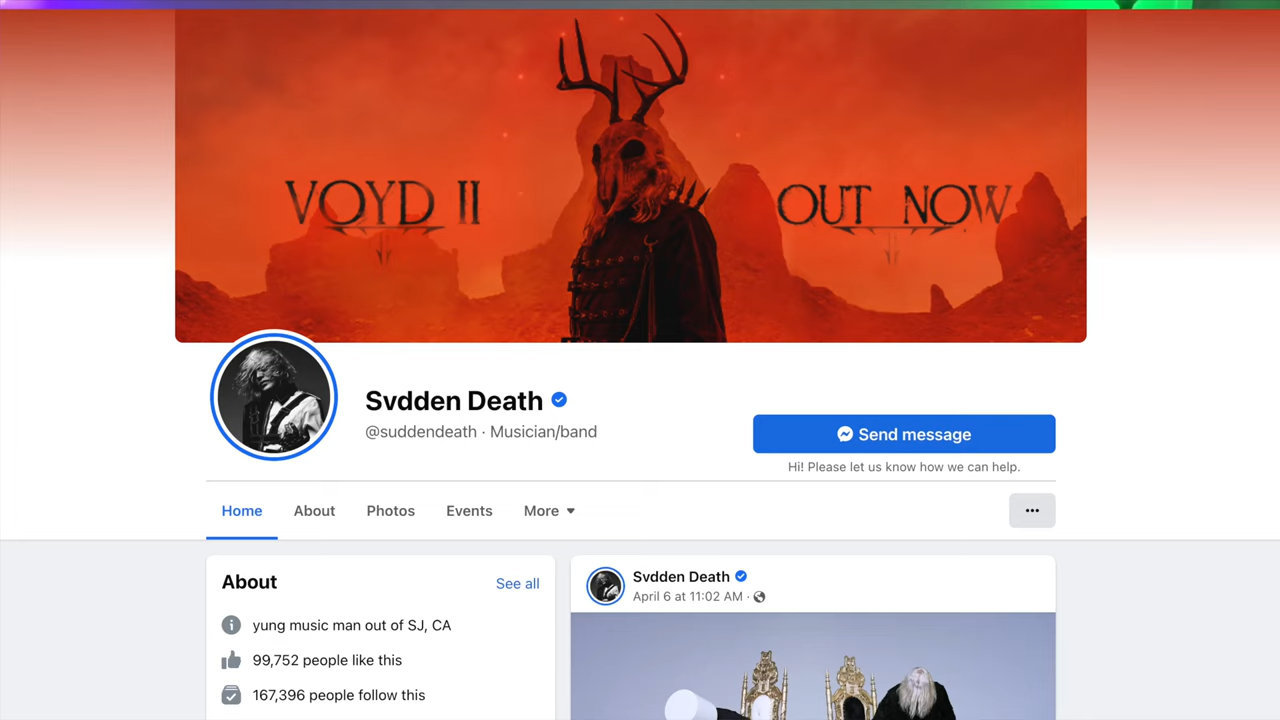 VOYD II
OUT NOW
Svdden Death
@suddendeath · Musician/band
Send message
Hi! Please let us know how we can help.
Home
About
Photos
Events
More
About
See all
yung music man out of SJ, CA
99,752 people like this
167,396 people follow this
Svdden Death
April 6 at 11:02 AM ·